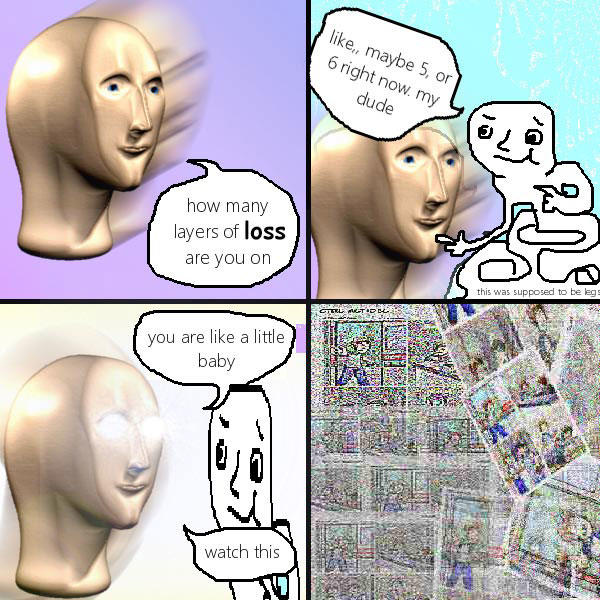 how many
layers of loss
are you on
like,, maybe 5, or
6 right now. my
dude
this was supposed to be legs
you are like a little
baby
watch this